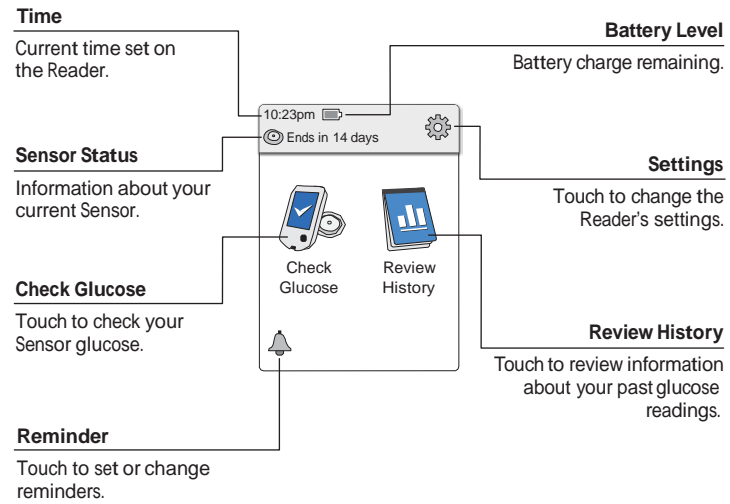 Time
Current time set on
the Reader.
Battery Level
Battery charge remaining.
10:23pm
Ends in 14 days
Sensor Status
Information about your
current Sensor.
Settings
Touch to change the
Reader's settings.
Check
Glucose
Review
History
Check Glucose
Touch to check your
Sensor glucose.
Review History
Touch to review information
about your past glucose
readings.
Reminder
Touch to set or change
reminders.